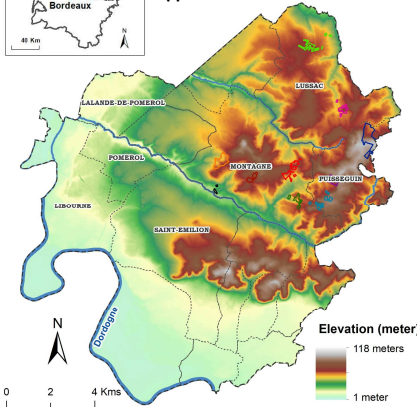 Bordeaux
40 Km
N
LUSSAC
LALANDE-DE-POMEROL
POMEROL
MONTAGNE
PUISSEGUIN
LIBOURNE
SAINT-EMILION
Dordogne
N
Elevation (meter)
118 meters
1 meter
0 2 4 Kms